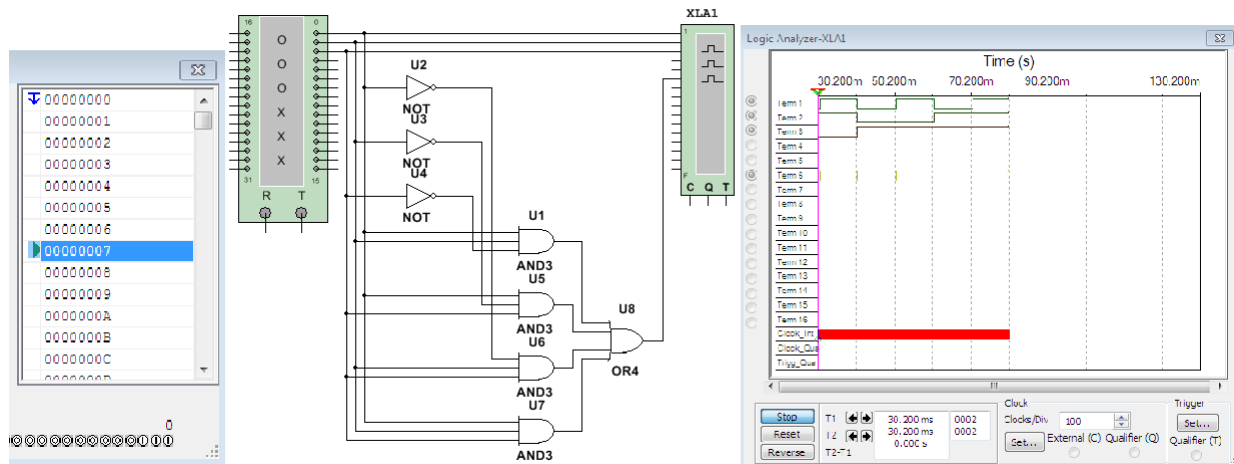 00000000
00000001
00000002
00000003
00000004
00000005
00000006
00000007
00000008
00000009
0000000A
0000000B
0000000C
0
16 0
O
O
O
X
X
X
31 15
R T
U2
NOT
U3
NOT
U4
NOT
U1
AND3
U5
AND3
U6
AND3
U7
AND3
U8
OR4
XLA1
1
F
C Q T
Logic Analyzer-XLA1
Time (s)
30.200m 50.200m 70.200m 90.200m 130.200m
Term 1
Term 2
Term 3
Term 4
Term 5
Term 6
Term 7
Term 8
Term 9
Term 10
Term 11
Term 12
Term 13
Term 14
Term 15
Term 16
Clock_Int
Clock_Qua
Trigg_Qua
Stop
Reset
Reverse
T1 30.200 ms 0002
T2 30.200 ms 0002
T2-T1 0.000 s
Clock
Clocks/Div 100
Set... External (C) Qualifier (Q)
Trigger
Set...
Qualifier (T)